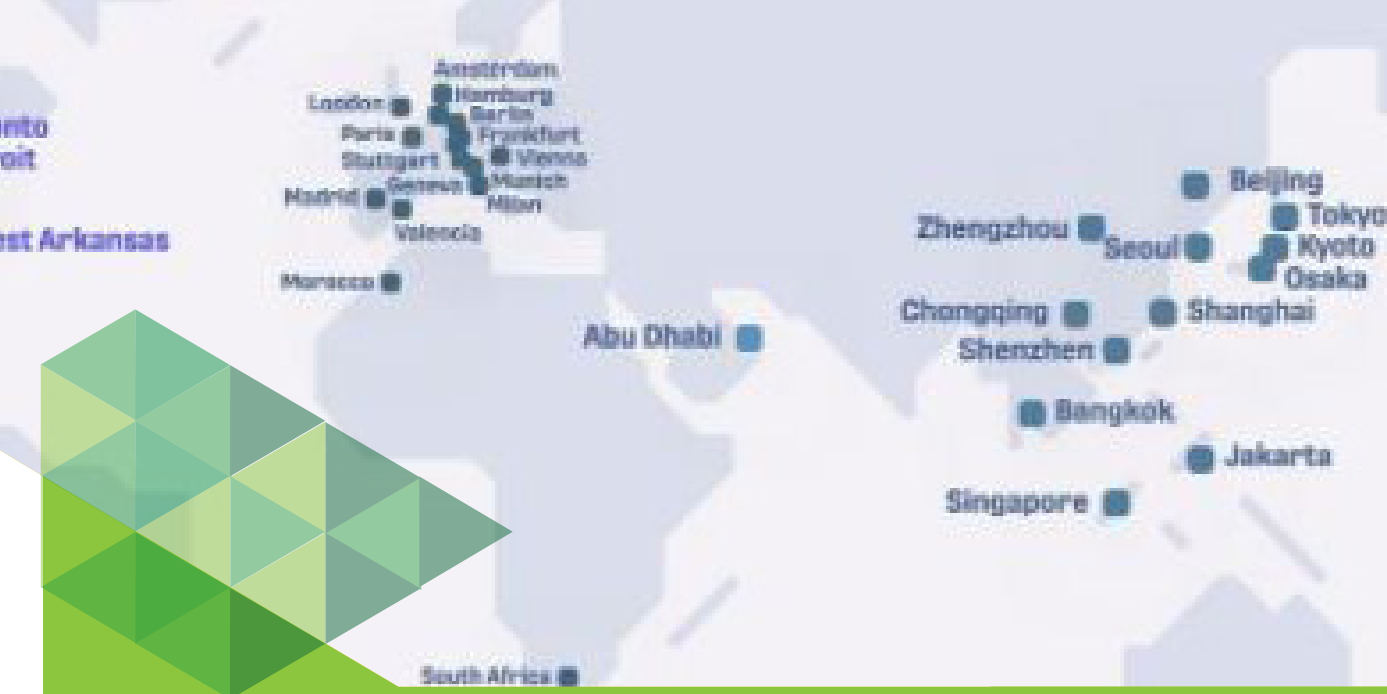 Amsterdam
London
Hamburg
Berlin
Paris
Frankfurt
Stuttgart
Vienna
Geneva
Munich
Madrid
Milan
Valencia
Morocco
onto
oit
est Arkansas
Abu Dhabi
Beijing
Tokyo
Zhengzhou
Seoul
Kyoto
Osaka
Chongqing
Shanghai
Shenzhen
Bangkok
Jakarta
Singapore
South Africa